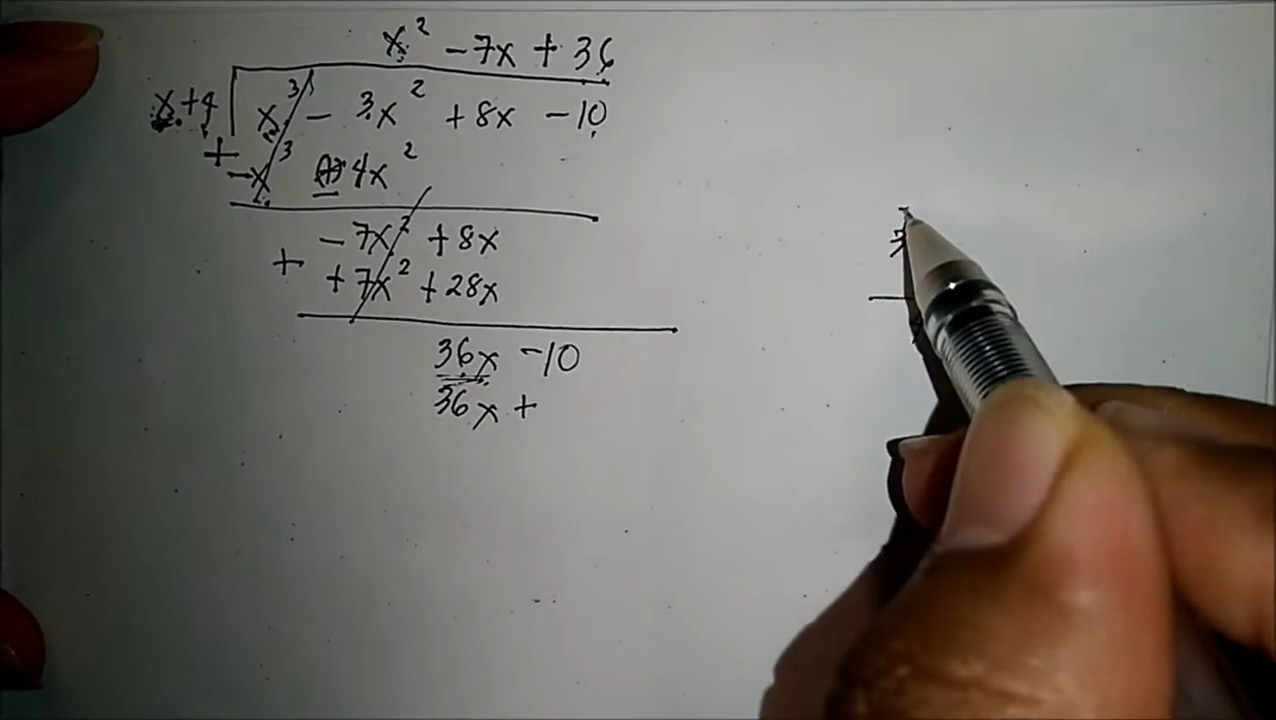 x² - 7x + 36
x+4 x³ - 3x² + 8x - 10
+ -x³ (+) 4x²
- 7x² + 8x
+ + 7x² + 28x
36x - 10
36x +